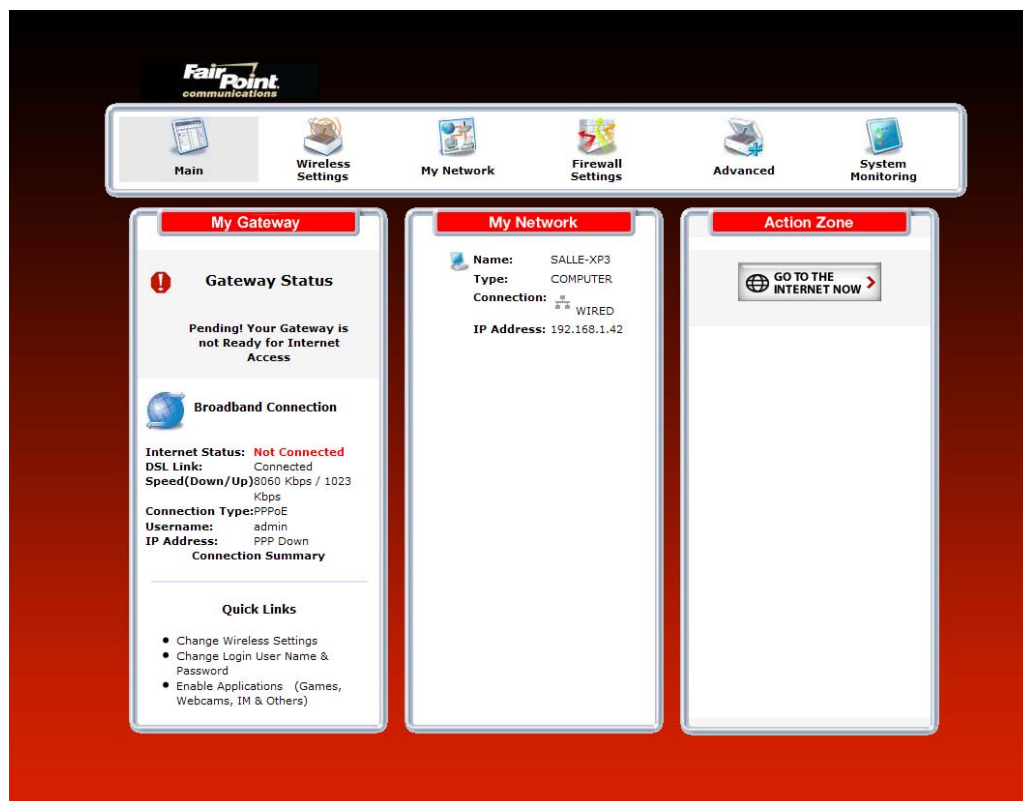 Fair
Point.
communications
Main
Wireless
Settings
My Network
Firewall
Settings
Advanced
System
Monitoring
My Gateway
Gateway Status
Pending! Your Gateway is
not Ready for Internet
Access
Broadband Connection
Internet Status: Not Connected
DSL Link: Connected
Speed(Down/Up)8060 Kbps / 1023
Kbps
Connection Type:PPPoE
Username: admin
IP Address: PPP Down
Connection Summary
Quick Links
Change Wireless Settings
Change Login User Name &
Password
Enable Applications (Games,
Webcams, IM & Others)
My Network
Name: SALLE-XP3
Type: COMPUTER
Connection:
WIRED
IP Address: 192.168.1.42
Action Zone
GO TO THE
INTERNET NOW